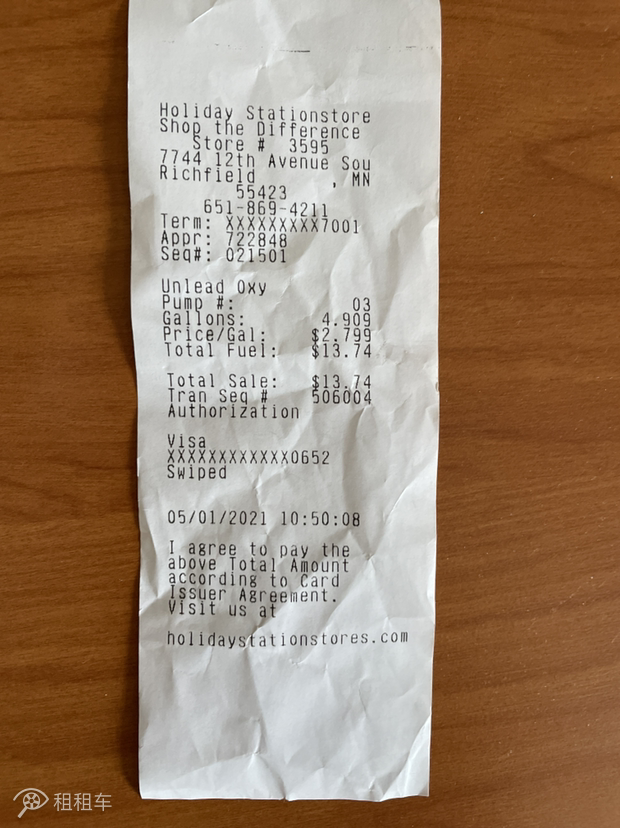 Holiday Stationstore
Shop the Difference
Store # 3595
7744 12th Avenue Sou
Richfield , MN
55423
651-869-4211
Term: XXXXXXXXX7001
Appr: 722848
Seq#: 021501
Unlead Oxy
Pump #: 03
Gallons: 4.909
Price/Gal: $2.799
Total Fuel: $13.74
Total Sale: $13.74
Tran Seq # 506004
Authorization
Visa
XXXXXXXXXXXX0652
Swiped
05/01/2021 10:50:08
I agree to pay the
above Total Amount
according to Card
Issuer Agreement.
Visit us at
holidaystationstores.com
租租车